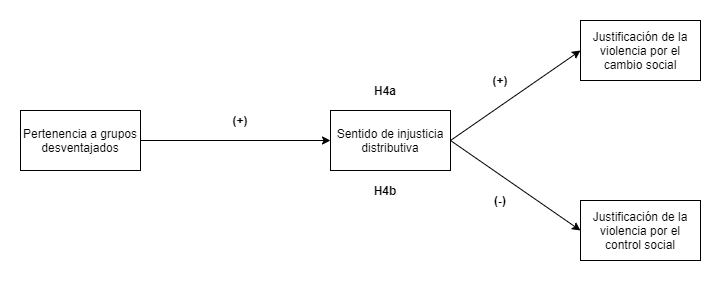 Pertenencia a grupos
desventajados
(+)
H4a
Sentido de injusticia
distributiva
H4b
(+)
Justificación de la
violencia por el
cambio social
(-)
Justificación de la
violencia por el
control social